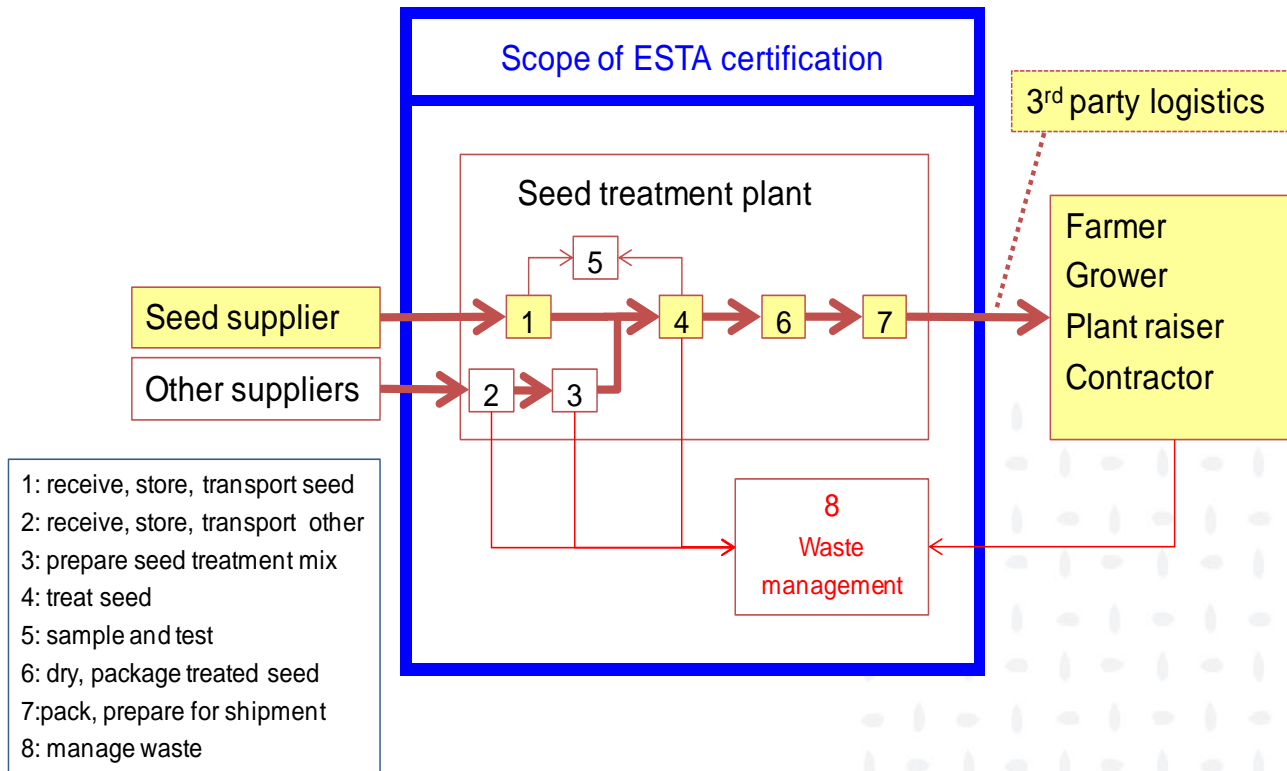 Scope of ESTA certification
3rd party logistics
Seed treatment plant
Farmer
Grower
Plant raiser
Contractor
5
Seed supplier
1
4
6
7
Other suppliers
2
3
1: receive, store, transport seed
2: receive, store, transport other
3: prepare seed treatment mix
4: treat seed
5: sample and test
6: dry, package treated seed
7:pack, prepare for shipment
8: manage waste
8
Waste
management